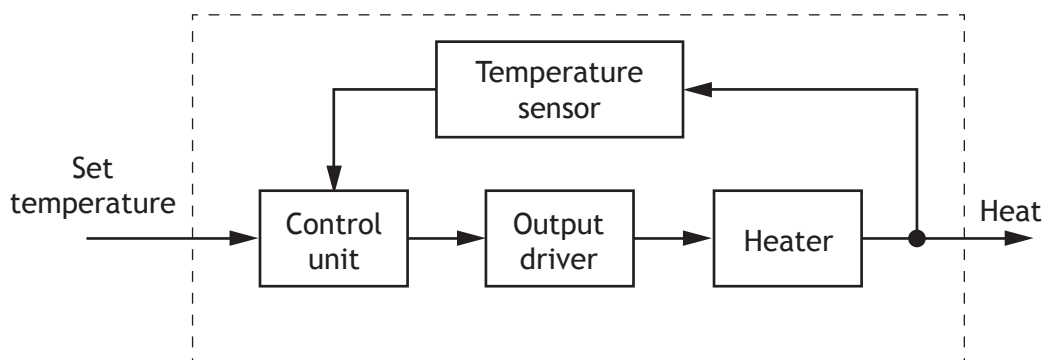 Temperature
sensor
Set
temperature
Control
unit
Output
driver
Heater
Heat